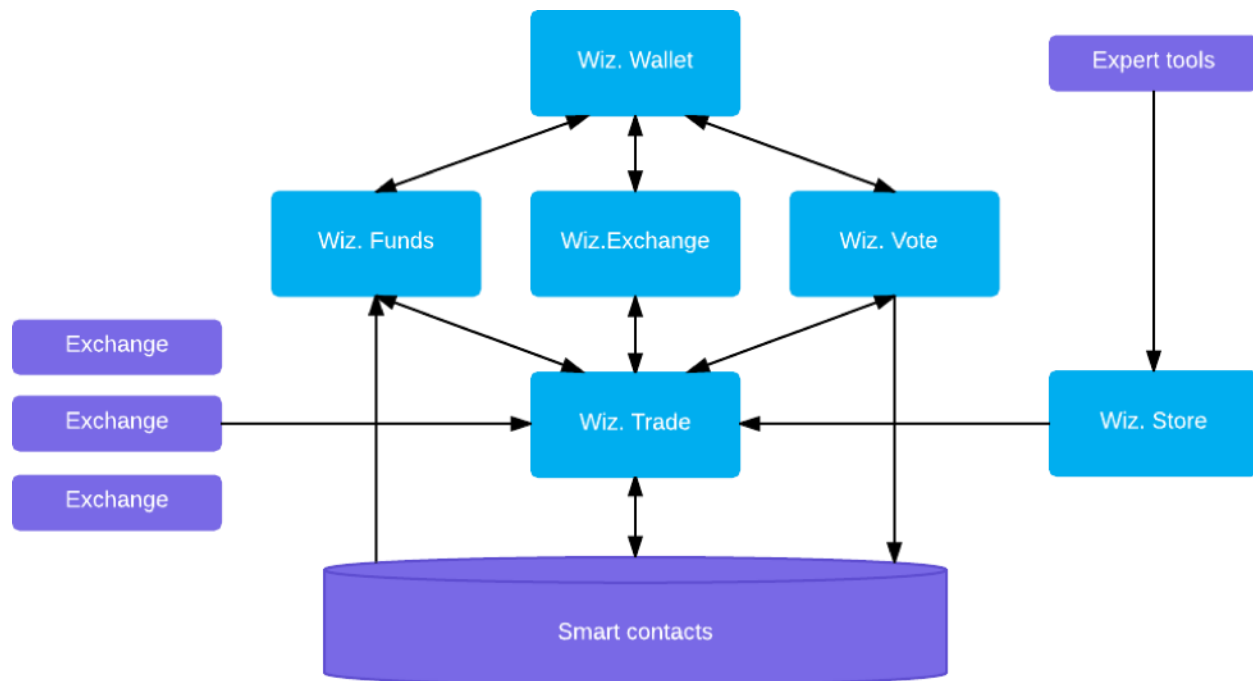 Wiz. Wallet
Expert tools
Wiz. Funds
Wiz.Exchange
Wiz. Vote
Exchange
Exchange
Wiz. Trade
Wiz. Store
Exchange
Smart contacts